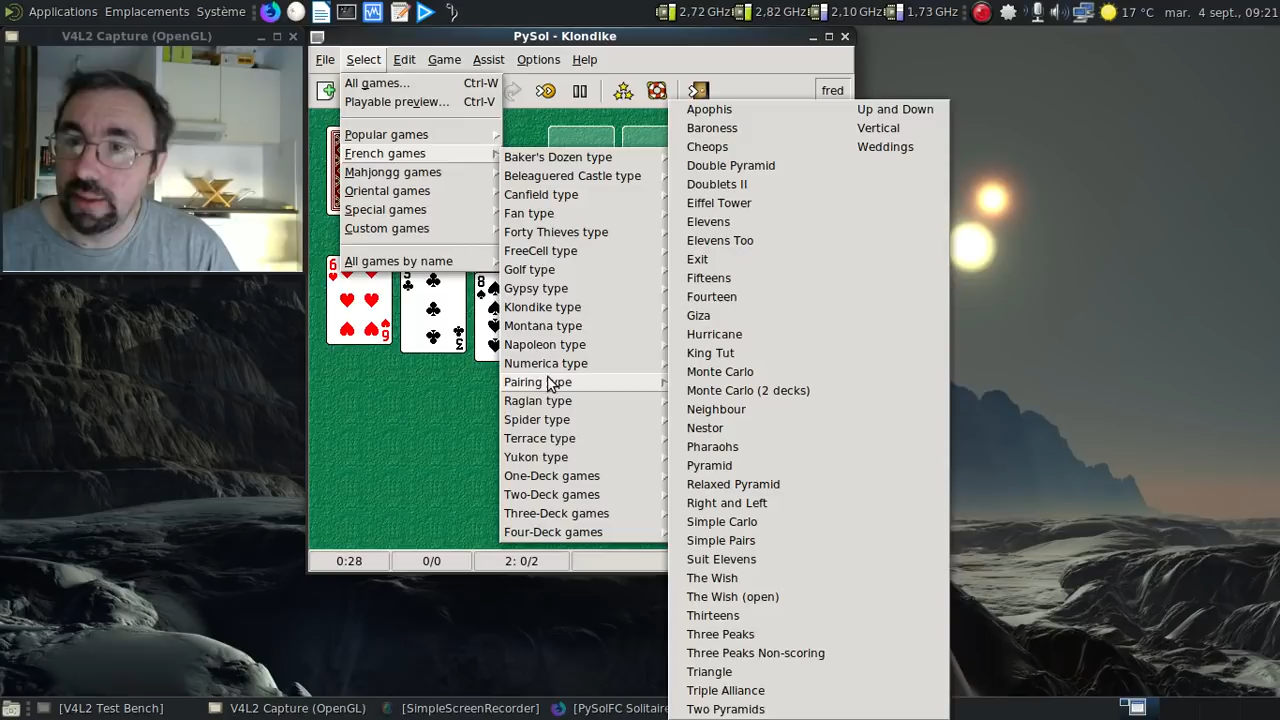 Applications Emplacements Système
2,72 GHz 2,82 GHz 2,10 GHz 1,73 GHz 17 °C mar. 4 sept., 09:21
V4L2 Capture (OpenGL)
PySol - Klondike
File Select Edit Game Assist Options Help
fred
All games... Ctrl-W
Playable preview... Ctrl-V
Popular games
French games
Mahjongg games
Oriental games
Special games
Custom games
All games by name
Baker's Dozen type
Beleaguered Castle type
Canfield type
Fan type
Forty Thieves type
FreeCell type
Golf type
Gypsy type
Klondike type
Montana type
Napoleon type
Numerica type
Pairing type
Raglan type
Spider type
Terrace type
Yukon type
One-Deck games
Two-Deck games
Three-Deck games
Four-Deck games
Apophis
Baroness
Cheops
Double Pyramid
Doublets II
Eiffel Tower
Elevens
Elevens Too
Exit
Fifteens
Fourteen
Giza
Hurricane
King Tut
Monte Carlo
Monte Carlo (2 decks)
Neighbour
Nestor
Pharaohs
Pyramid
Relaxed Pyramid
Right and Left
Simple Carlo
Simple Pairs
Suit Elevens
The Wish
The Wish (open)
Thirteens
Three Peaks
Three Peaks Non-scoring
Triangle
Triple Alliance
Two Pyramids
Up and Down
Vertical
Weddings
6
8
9
3
0:28 0/0 2: 0/2
[V4L2 Test Bench] V4L2 Capture (OpenGL) [SimpleScreenRecorder] [PySolFC Solitaire